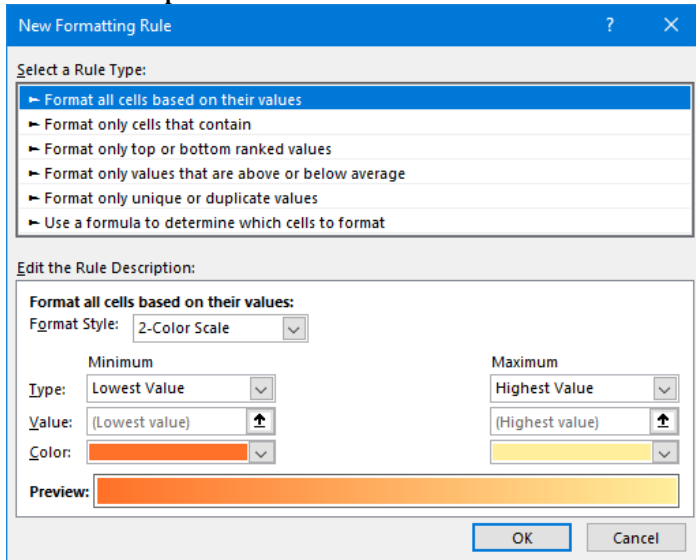 New Formatting Rule ? ×
Select a Rule Type:
► Format all cells based on their values
► Format only cells that contain
► Format only top or bottom ranked values
► Format only values that are above or below average
► Format only unique or duplicate values
► Use a formula to determine which cells to format
Edit the Rule Description:
Format all cells based on their values:
Format Style: 2-Color Scale
Minimum Maximum
Type: Lowest Value Highest Value
Value: (Lowest value) (Highest value)
Color:
Preview:
OK Cancel